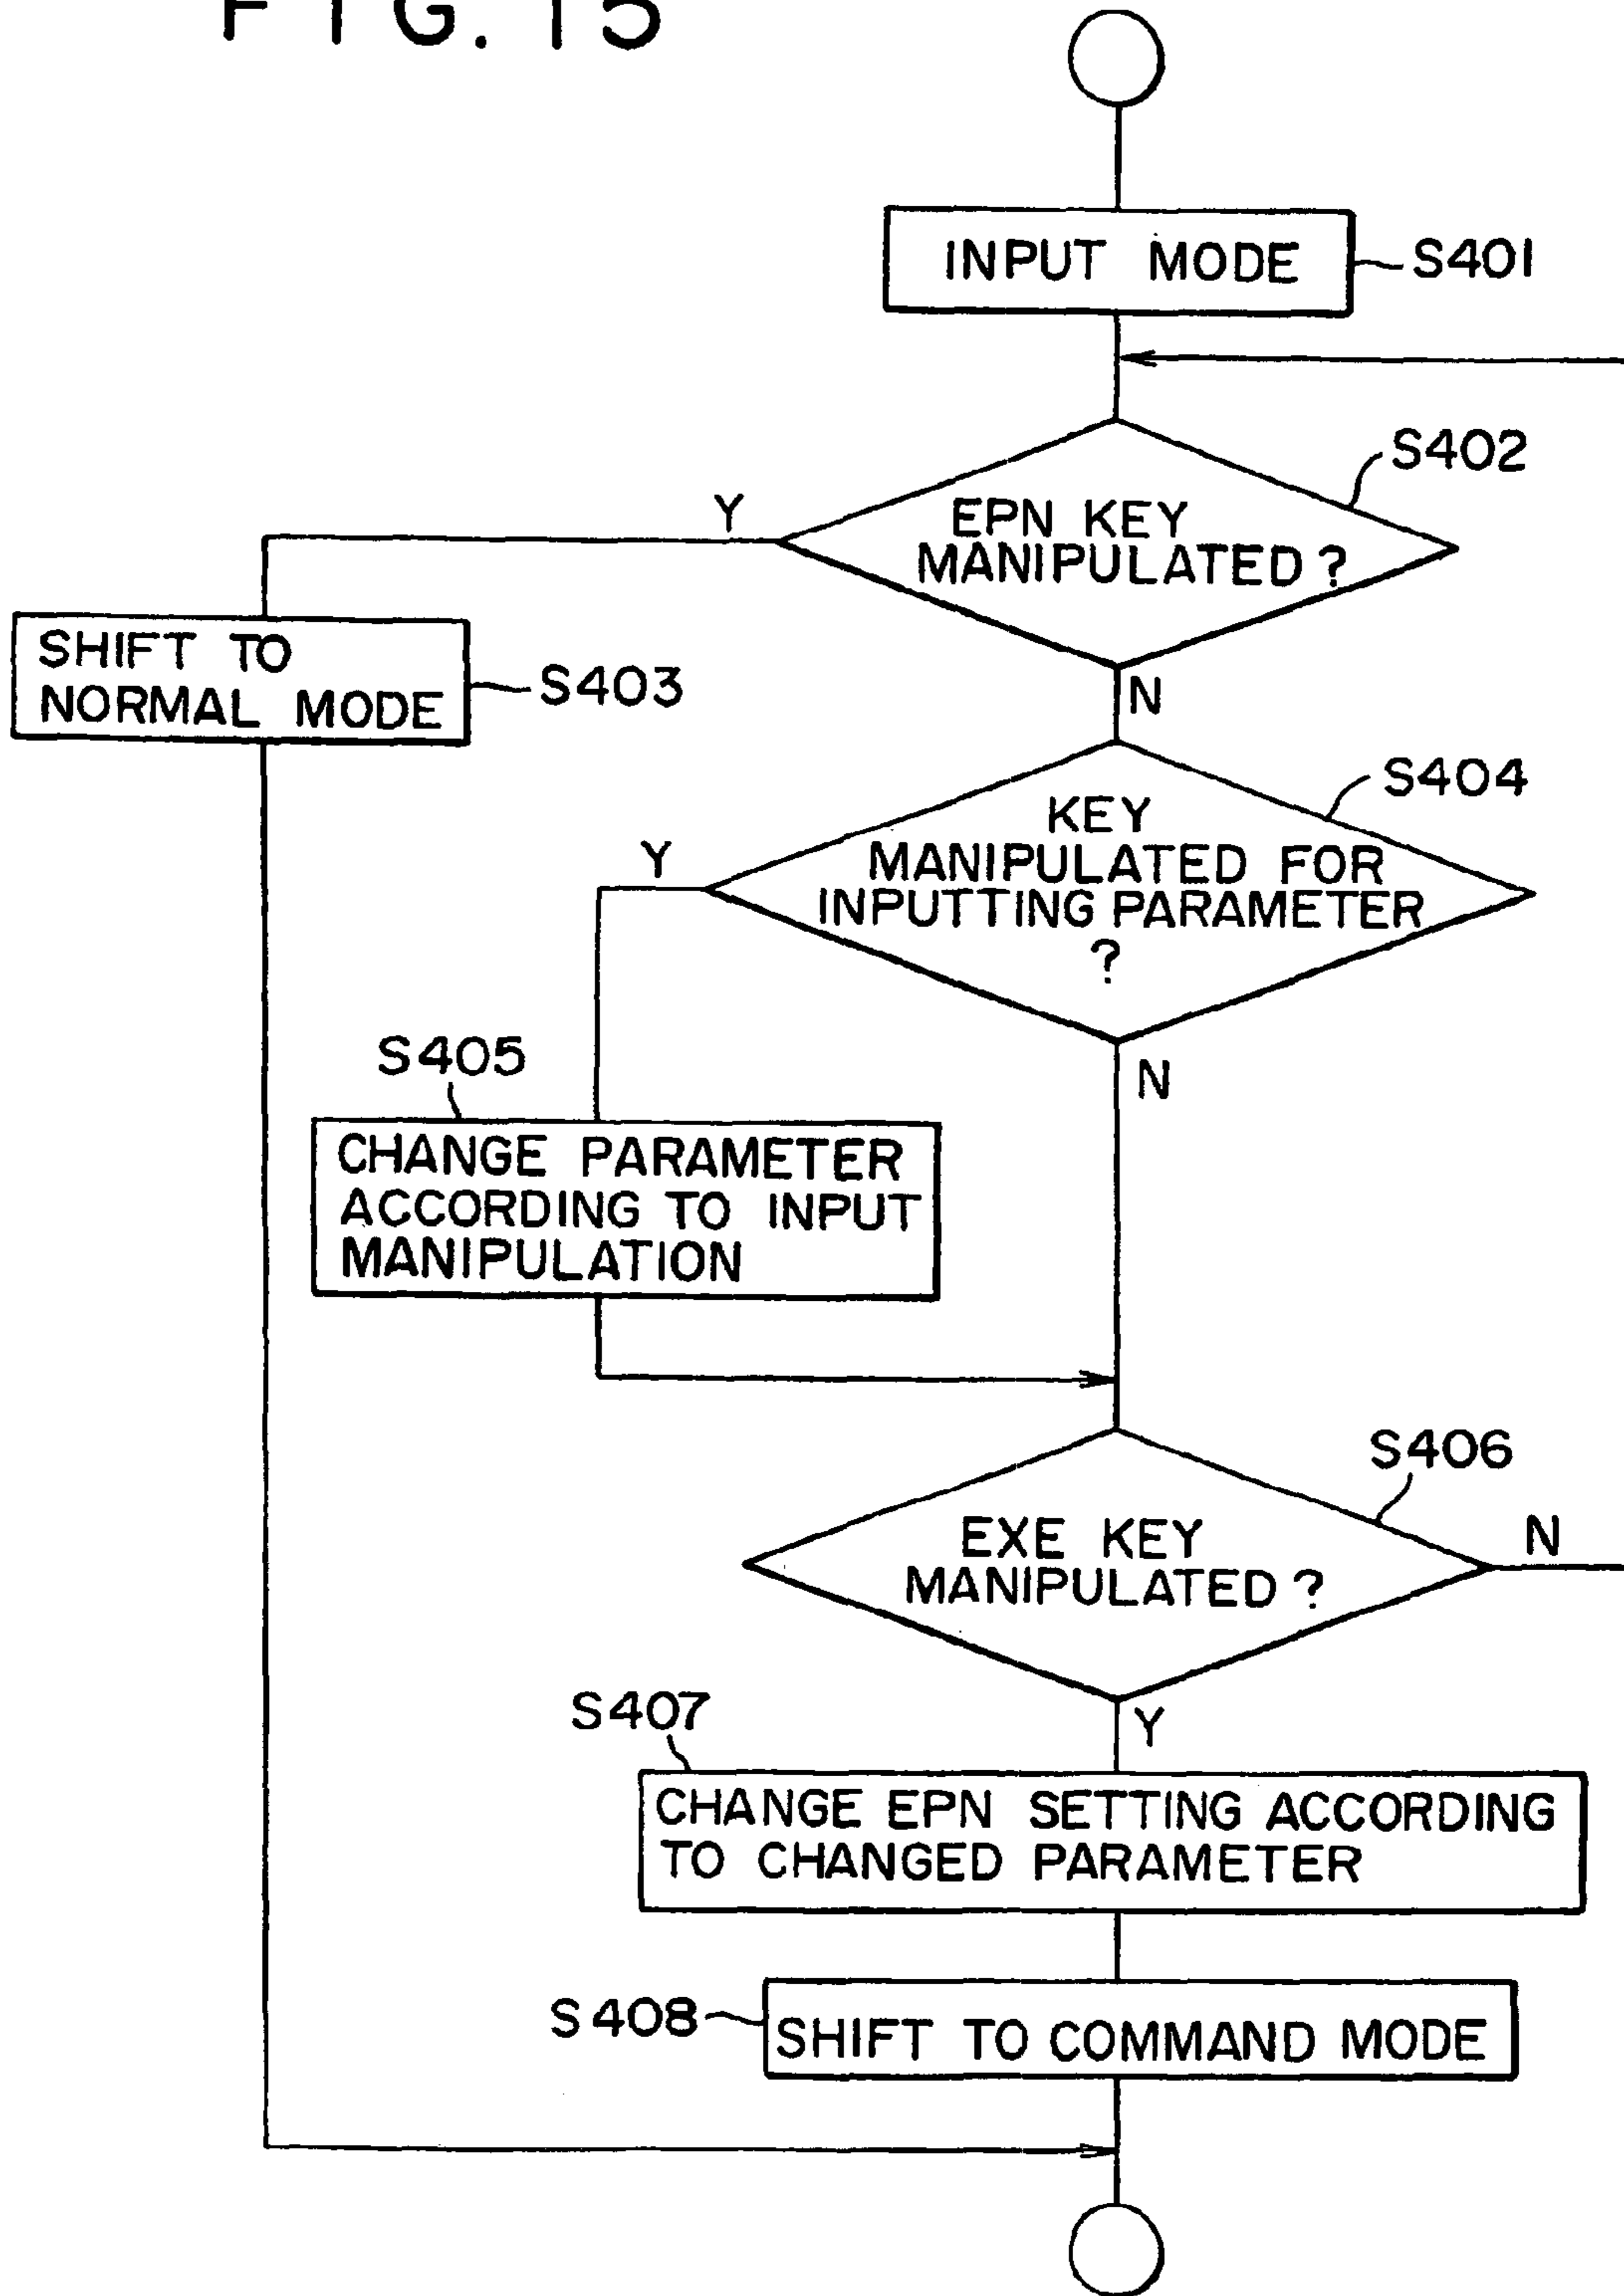 FIG. 15
INPUT MODE
S401
S402
EPN KEY
MANIPULATED ?
Y
N
SHIFT TO
NORMAL MODE
S403
S404
KEY
MANIPULATED FOR
INPUTTING PARAMETER
?
Y
N
S405
CHANGE PARAMETER
ACCORDING TO INPUT
MANIPULATION
S406
EXE KEY
MANIPULATED ?
N
Y
S407
CHANGE EPN SETTING ACCORDING
TO CHANGED PARAMETER
S408
SHIFT TO COMMAND MODE